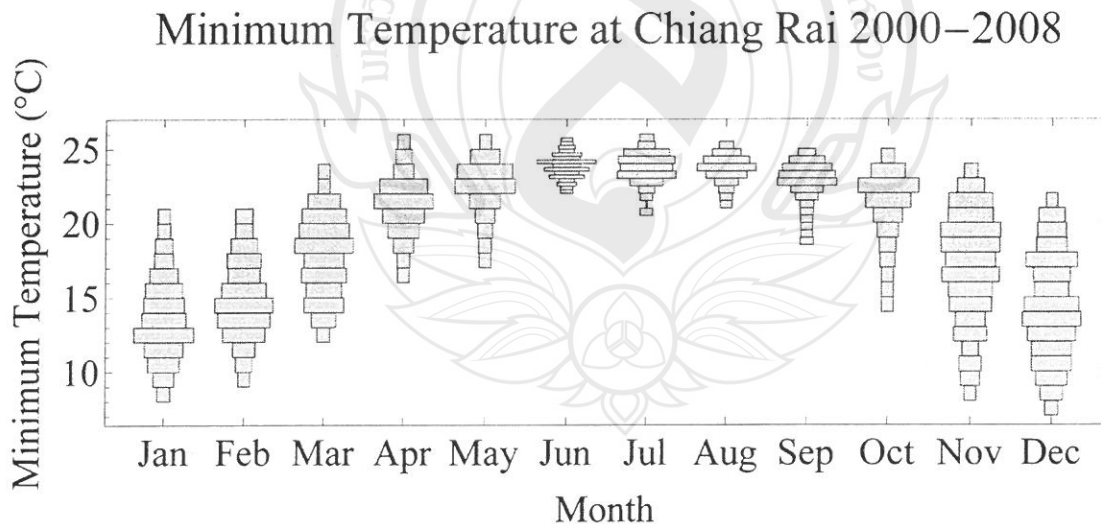 Minimum Temperature at Chiang Rai 2000–2008
Minimum Temperature (°C)
25
20
15
10
Jan Feb Mar Apr May Jun Jul Aug Sep Oct Nov Dec
Month